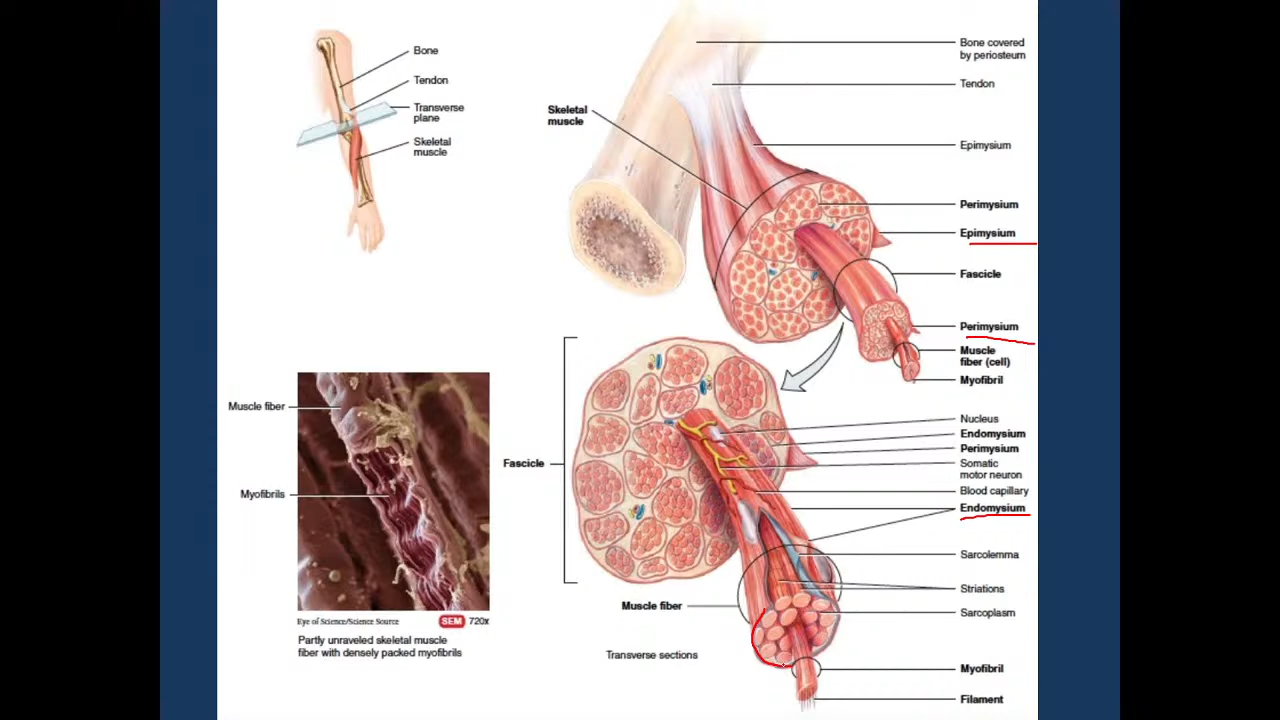 Bone
Tendon
Transverse
plane
Skeletal
muscle
Skeletal
muscle
Bone covered
by periosteum
Tendon
Epimysium
Perimysium
Epimysium
Fascicle
Perimysium
Muscle
fiber (cell)
Myofibril
Muscle fiber
Myofibrils
Eye of Science/Science Source
SEM 720x
Partly unraveled skeletal muscle
fiber with densely packed myofibrils
Fascicle
Nucleus
Endomysium
Perimysium
Somatic
motor neuron
Blood capillary
Endomysium
Sarcolemma
Striations
Sarcoplasm
Muscle fiber
Transverse sections
Myofibril
Filament